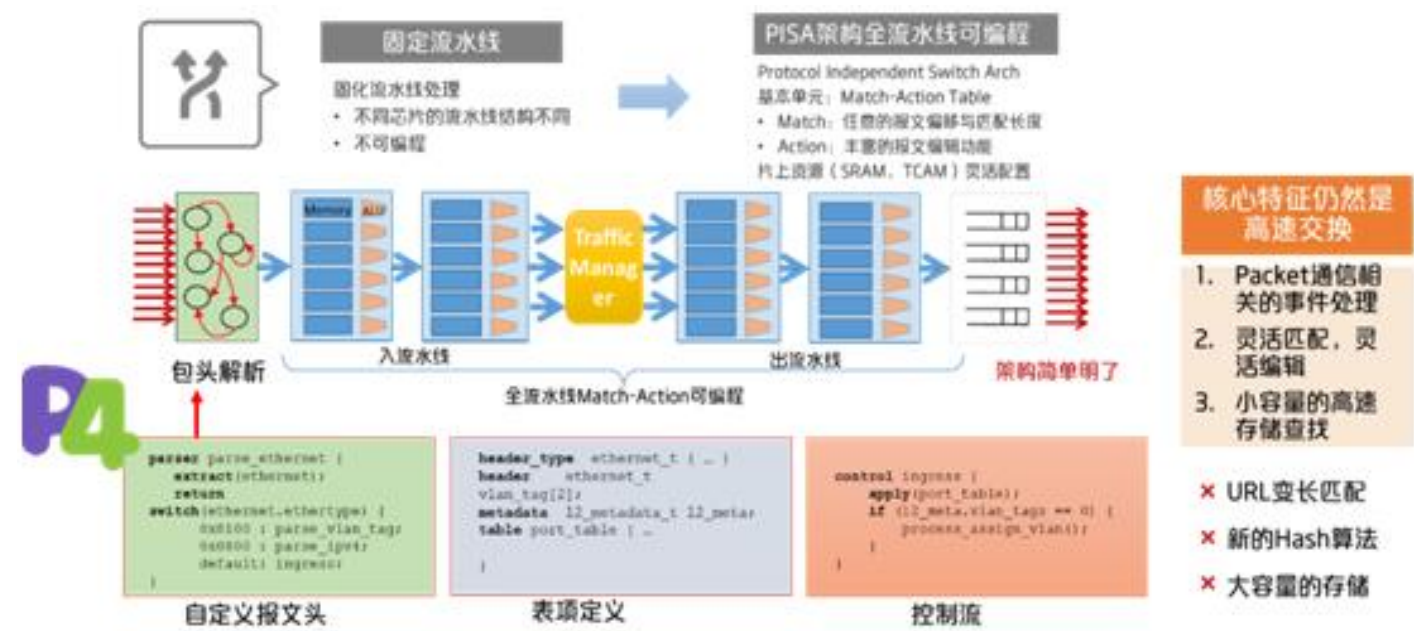 固定流水线
固化流水线处理
• 不同芯片的流水线结构不同
• 不可编程
PISA架构全流水线可编程
Protocol Independent Switch Arch
基本单元：Match-Action Table
• Match：任意的报文偏移与匹配长度
• Action：丰富的报文编辑功能
片上资源（SRAM，TCAM）灵活配置
Memory ALU
Traffic
Manag
er
包头解析
入流水线
出流水线
架构简单明了
全流水线Match-Action可编程
P4
parser parse_ethernet {
extract(ethernet);
return
switch(ethernet.ethertype) {
0x8100 : parse_vlan_tag;
0x0800 : parse_ipv4;
default: ingress;
}
自定义报文头
header_type ethernet_t { … }
header ethernet_t
vlan_tag[2];
metadata l2_metadata_t l2_meta;
table port_table { …
}
表项定义
control ingress {
apply(port_table);
if (l2_meta.vlan_tags == 0) {
process_assign_vlan();
}
}
控制流
核心特征仍然是
高速交换
1. Packet通信相
关的事件处理
2. 灵活匹配，灵
活编辑
3. 小容量的高速
存储查找
× URL变长匹配
× 新的Hash算法
× 大容量的存储